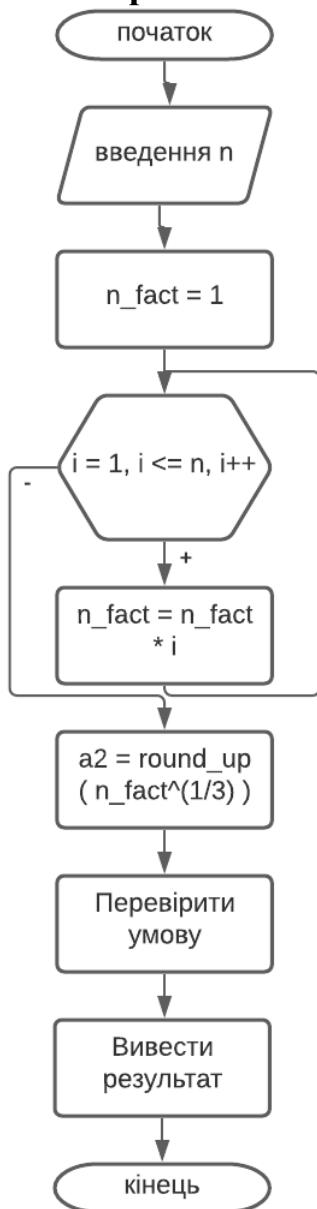 початок
введення n
n_fact = 1
i = 1, i <= n, i++
-
+
n_fact = n_fact
* i
a2 = round_up
( n_fact^(1/3) )
Перевірити
умову
Вивести
результат
кінець